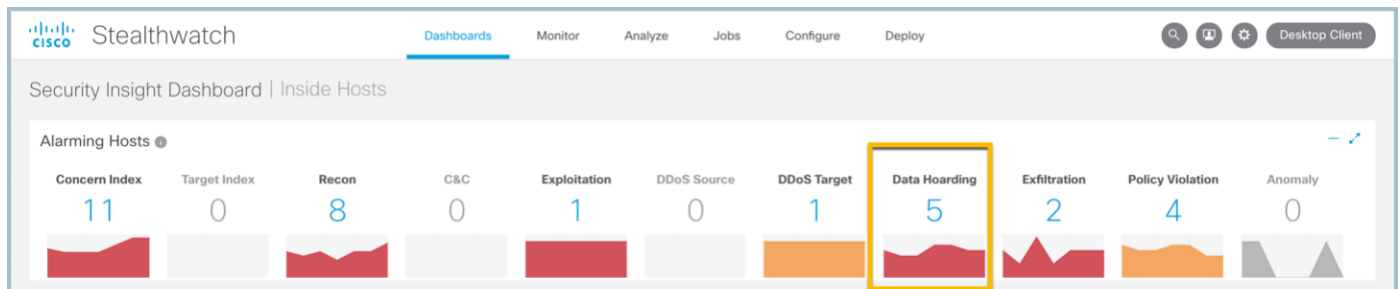 CISCO Stealthwatch Dashboards Monitor Analyze Jobs Configure Deploy Desktop Client
Security Insight Dashboard | Inside Hosts
Alarming Hosts
Concern Index Target Index Recon C&C Exploitation DDoS Source DDoS Target Data Hoarding Exfiltration Policy Violation Anomaly
11 0 8 0 1 0 1 5 2 4 0